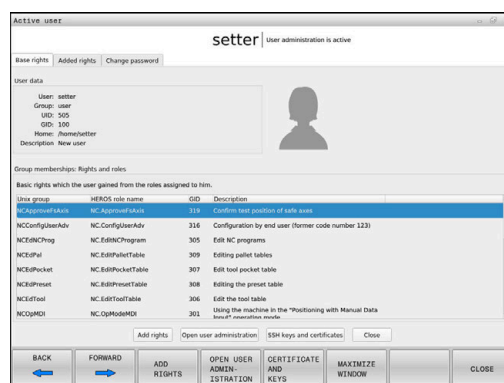 Active user
setter User administration is active
Base rights Added rights Change password
User data
User: setter
Group: user
UID: 505
GID: 100
Home: /home/setter
Description New user
Group memberships: Rights and roles
Basic rights which the user gained from the roles assigned to him.
Unix group HEROS role name GID Description
NCApproveFsAxis NC.ApproveFsAxis 319 Confirm test position of safe axes
NCConfigUserAdv NC.ConfigUserAdv 316 Configuration by end user (former code number 123)
NCEdNCProg NC.EditNCProgram 305 Edit NC programs
NCEdPal NC.EditPalletTable 309 Editing pallet tables
NCEdPocket NC.EditPocketTable 307 Edit tool pocket table
NCEdPreset NC.EditPresetTable 308 Editing the preset table
NCEdTool NC.EditToolTable 306 Edit the tool table
NCOpMDI NC.OpModeMDI 301 Using the machine in the "Positioning with Manual Data Input" operating mode
Add rights Open user administration SSH keys and certificates Close
BACK FORWARD ADD RIGHTS OPEN USER ADMIN- ISTRATION CERTIFICATE AND KEYS MAXIMIZE WINDOW CLOSE